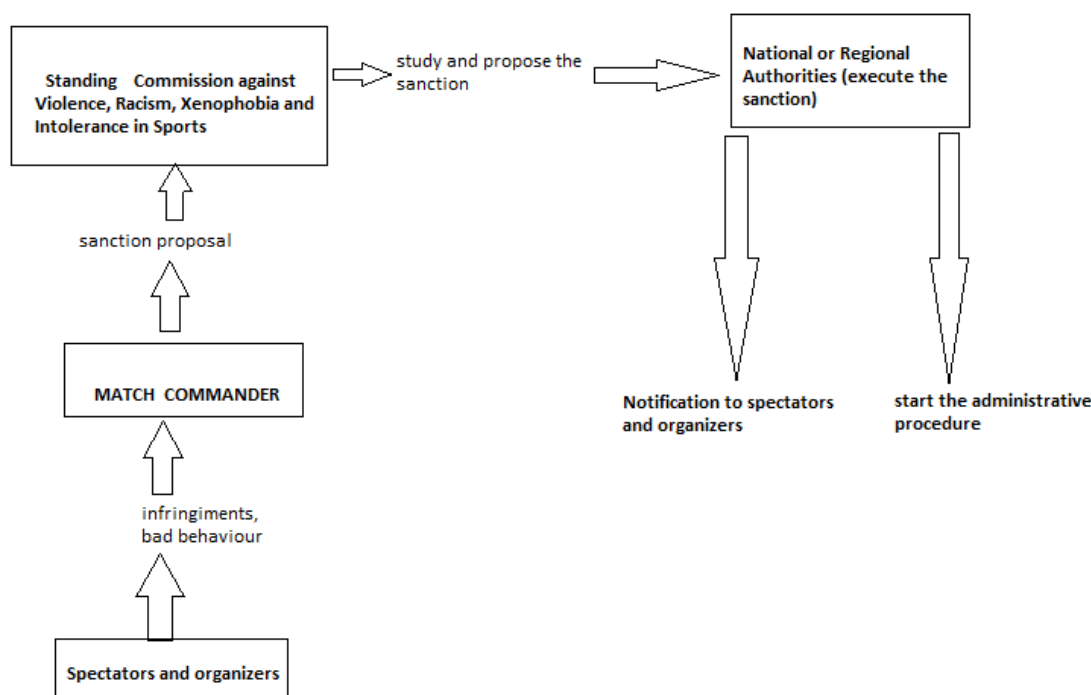 Standing Commission against
Violence, Racism, Xenophobia and
Intolerance in Sports
study and propose the
sanction
National or Regional
Authorities (execute the
sanction)
sanction proposal
MATCH COMMANDER
Notification to spectators
and organizers
start the administrative
procedure
infringiments,
bad behaviour
Spectators and organizers